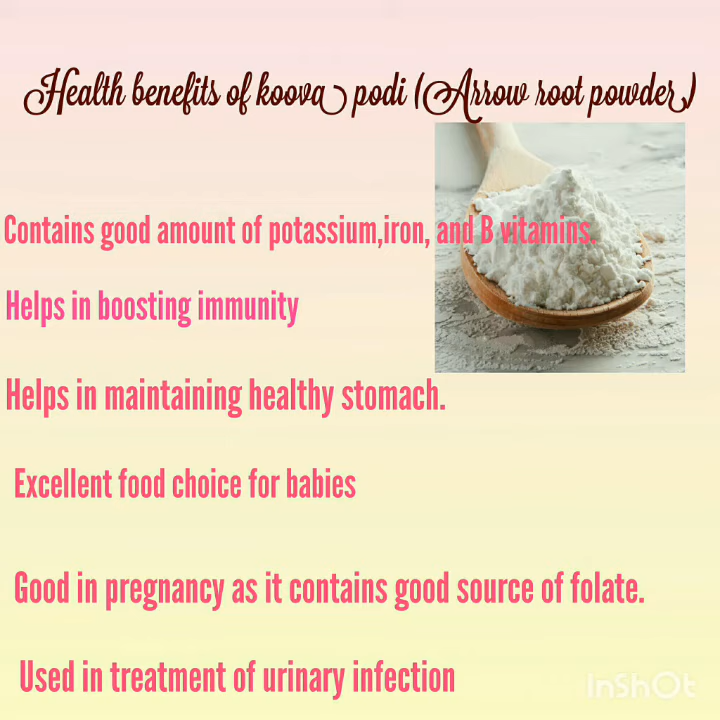 Health benefits of koova podi (Arrow root powder)
Contains good amount of potassium,iron, and B vitamins.
Helps in boosting immunity
Helps in maintaining healthy stomach.
Excellent food choice for babies
Good in pregnancy as it contains good source of folate.
Used in treatment of urinary infection
InShOt